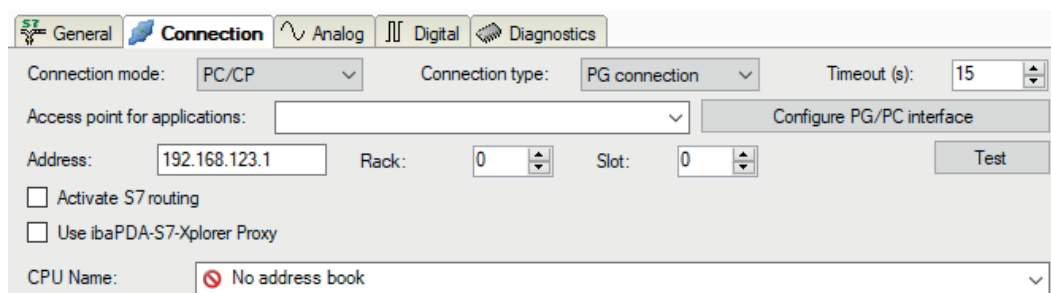 S7 General Connection Analog Digital Diagnostics
Connection mode: PC/CP Connection type: PG connection Timeout (s): 15
Access point for applications: Configure PG/PC interface
Address: 192.168.123.1 Rack: 0 Slot: 0 Test
Activate S7 routing
Use ibaPDA-S7-Xplorer Proxy
CPU Name: No address book